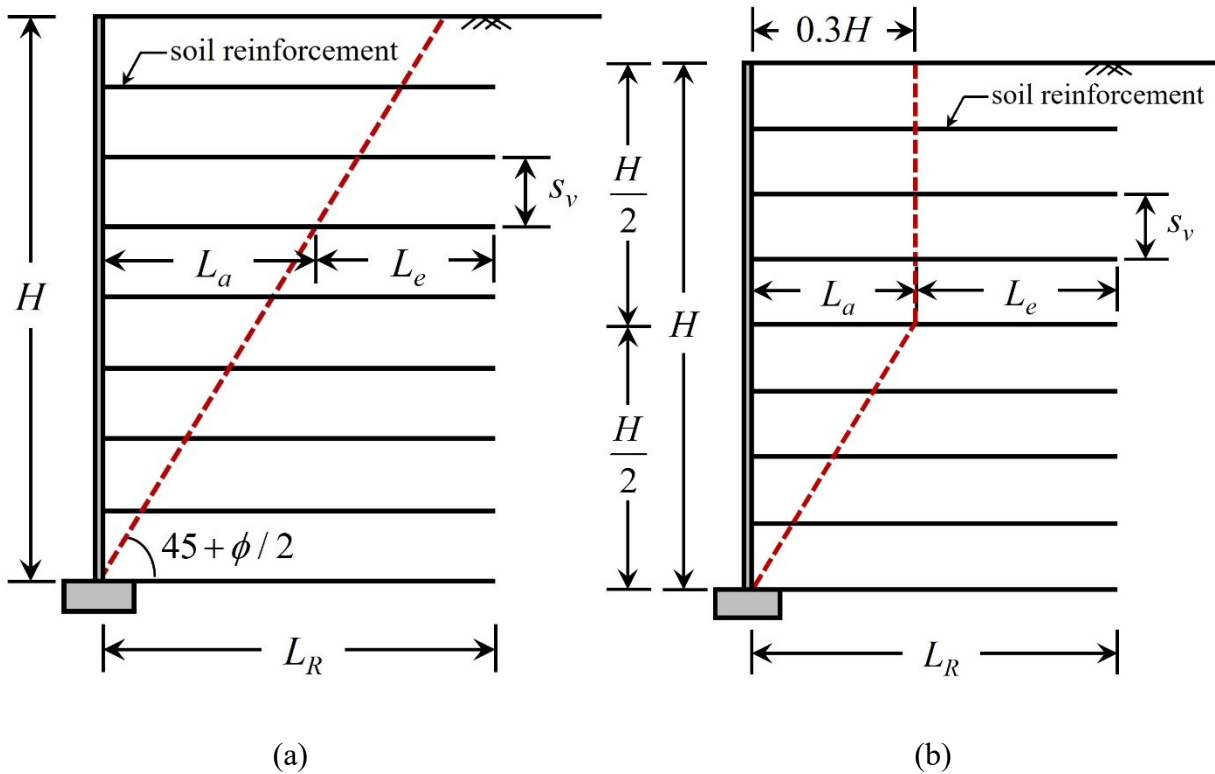 soil reinforcement
s_v
L_a
L_e
H
45 + ϕ / 2
L_R
(a)
0.3H
soil reinforcement
H/2
s_v
L_a
L_e
H
H/2
L_R
(b)